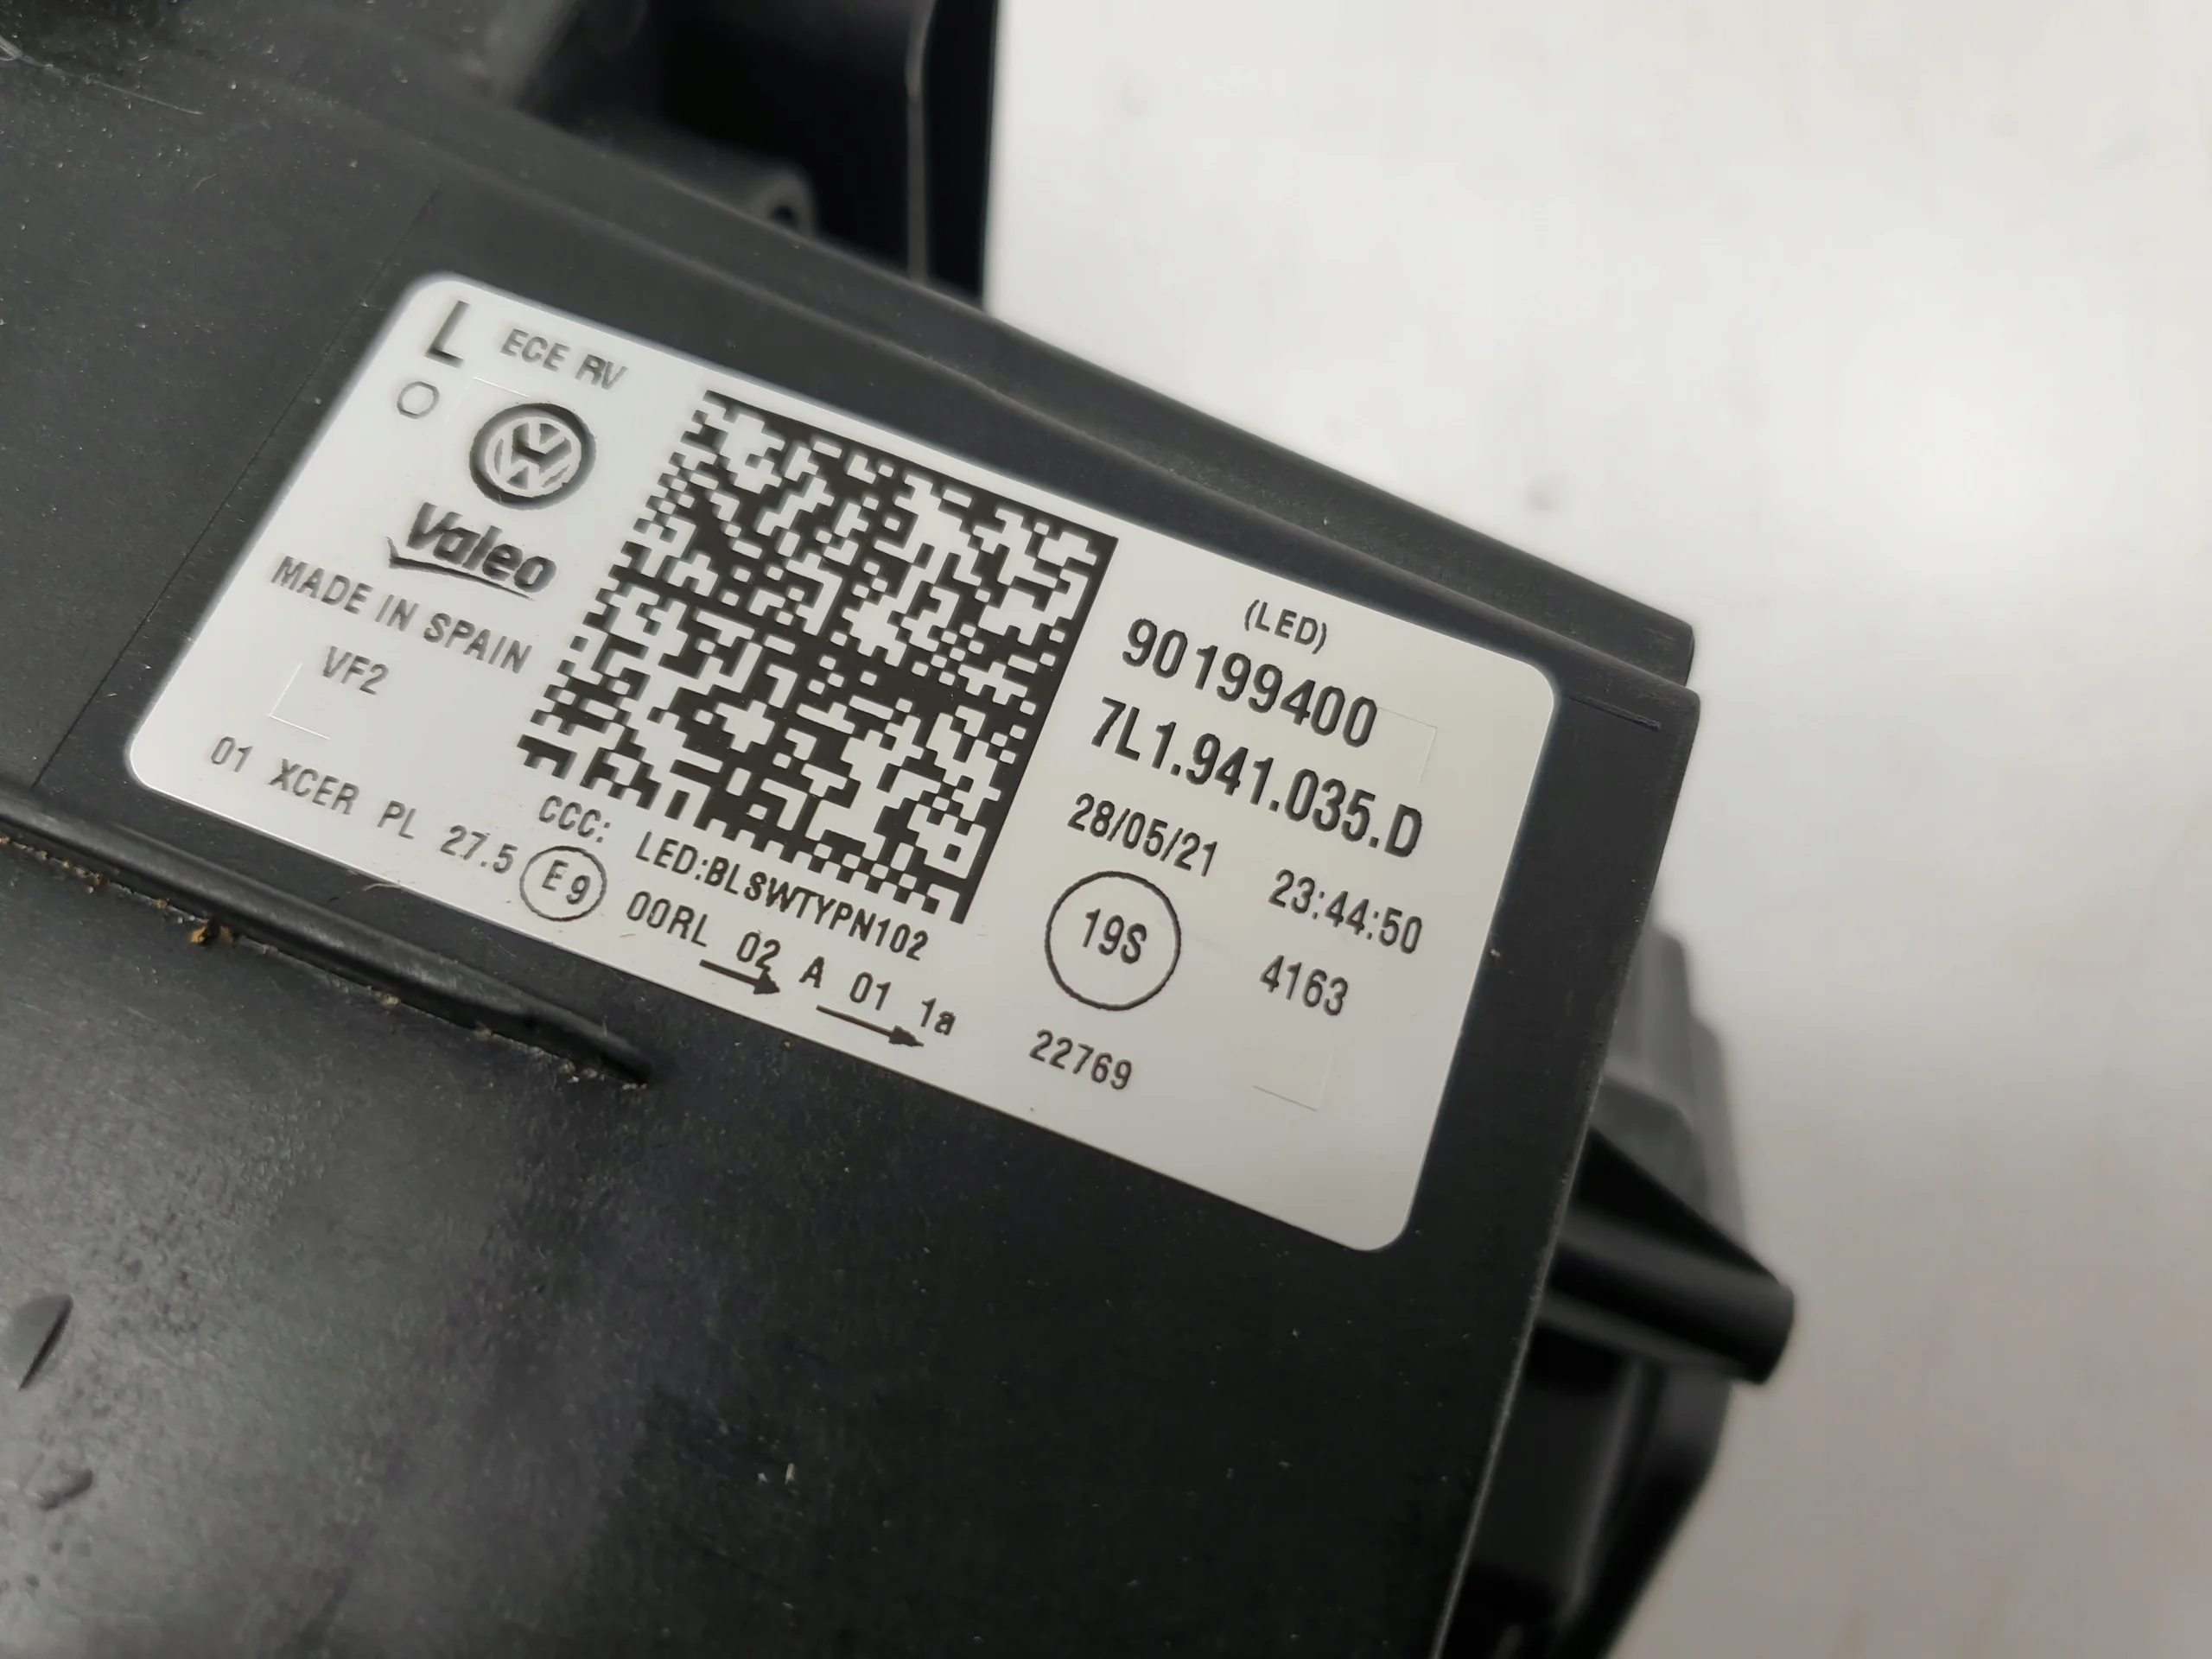 L ECE RV
Valeo
MADE IN SPAIN
VF2
01 XCER PL 27.5 E9 00RL 02 A 01 1a
CCC: LED:BLSWTYPN102
(LED)
90199400
7L1.941.035.D
28/05/21 23:44:50
19S 4163
22769